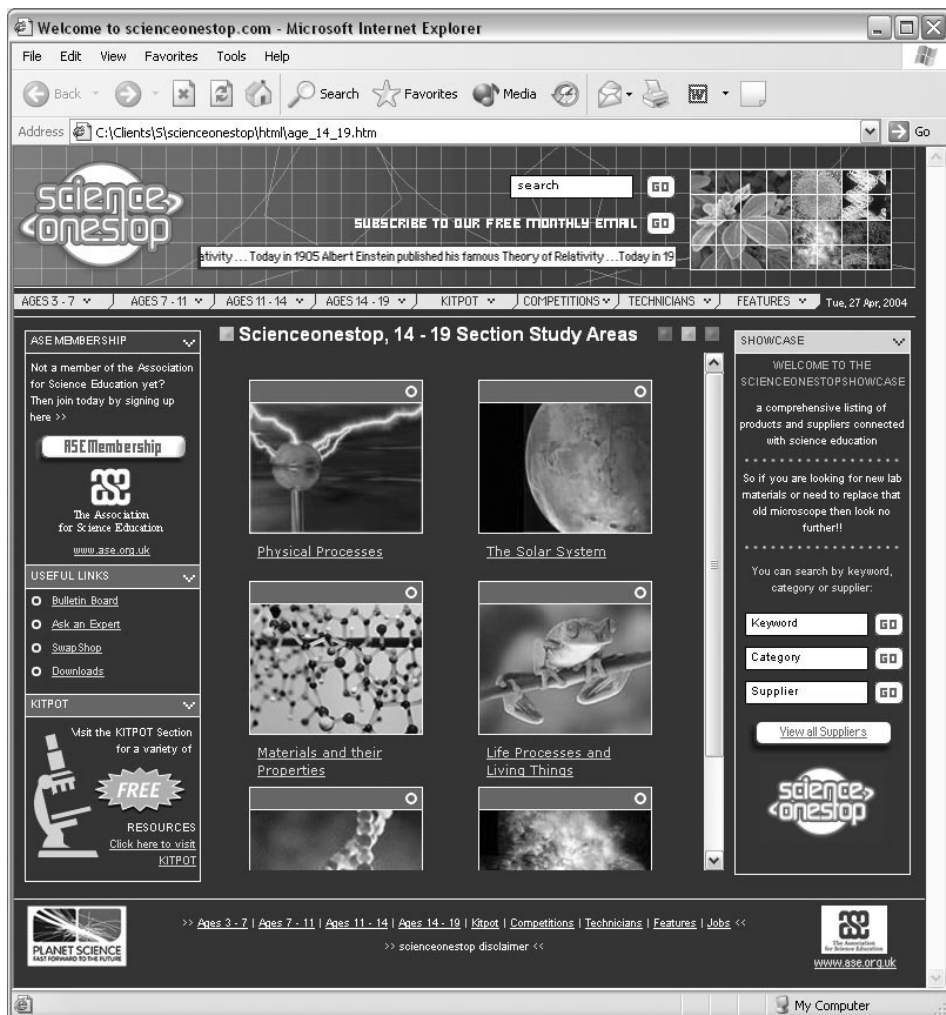 Welcome to scienceonestop.com - Microsoft Internet Explorer
File Edit View Favorites Tools Help
Back Search Favorites Media
Address C:\Clients\S\scienceonestop\html\age_14_19.htm Go
science
onestop
search GO
SUBSCRIBE TO OUR FREE MONTHLY EMAIL GO
ativity ... Today in 1905 Albert Einstein published his famous Theory of Relativity ...Today in 19
AGES 3 - 7 AGES 7 - 11 AGES 11 - 14 AGES 14 - 19 KITPOT COMPETITIONS TECHNICIANS FEATURES Tue, 27 Apr, 2004
ASE MEMBERSHIP
Not a member of the Association
for Science Education yet?
Then join today by signing up
here >>
ASE Membership
The Association
for Science Education
www.ase.org.uk
USEFUL LINKS
Bulletin Board
Ask an Expert
SwapShop
Downloads
KITPOT
Visit the KITPOT Section
for a variety of
FREE
RESOURCES
Click here to visit
KITPOT
Scienceonestop, 14 - 19 Section Study Areas
Physical Processes
The Solar System
Materials and their
Properties
Life Processes and
Living Things
SHOWCASE
WELCOME TO THE
SCIENCEONESTOPSHOWCASE
a comprehensive listing of
products and suppliers connected
with science education
So if you are looking for new lab
materials or need to replace that
old microscope then look no
further!!
You can search by keyword,
category or supplier:
Keyword GO
Category GO
Supplier GO
View all Suppliers
science
onestop
PLANET SCIENCE
FAST FORWARD TO THE FUTURE
>> Ages 3 - 7 | Ages 7 - 11 | Ages 11 - 14 | Ages 14 - 19 | Kitpot | Competitions | Technicians | Features | Jobs <<
>> scienceonestop disclaimer <<
The Association
for Science Education
www.ase.org.uk
My Computer